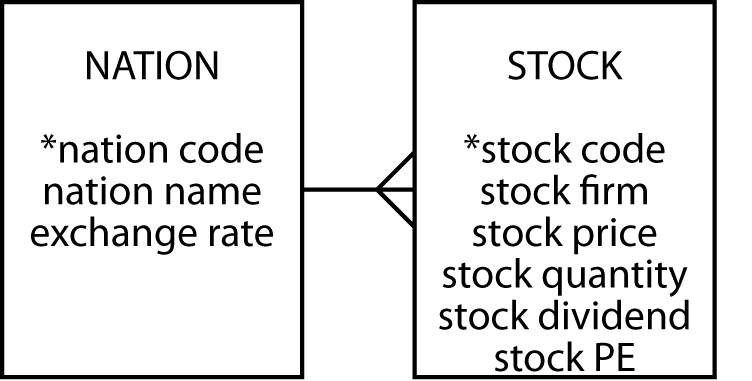 NATION
*nation code
nation name
exchange rate
STOCK
*stock code
stock firm
stock price
stock quantity
stock dividend
stock PE